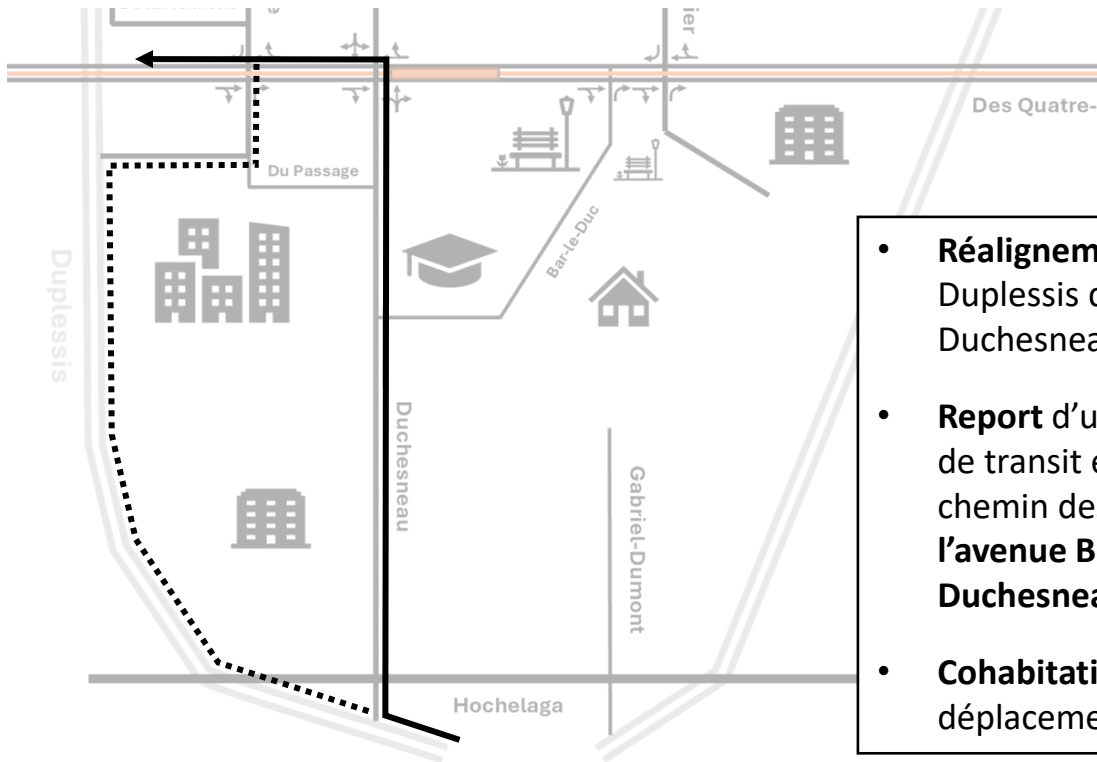 Des Quatre-
Du Passage
Bar-le-Duc
Duplessis
Duchesneau
Gabriel-Dumont
Hochelaga
• Réalignem
Duplessis
Duchesnea
• Report d’u
de transit
chemin de
l’avenue B
Duchesnea
• Cohabitati
déplaceme